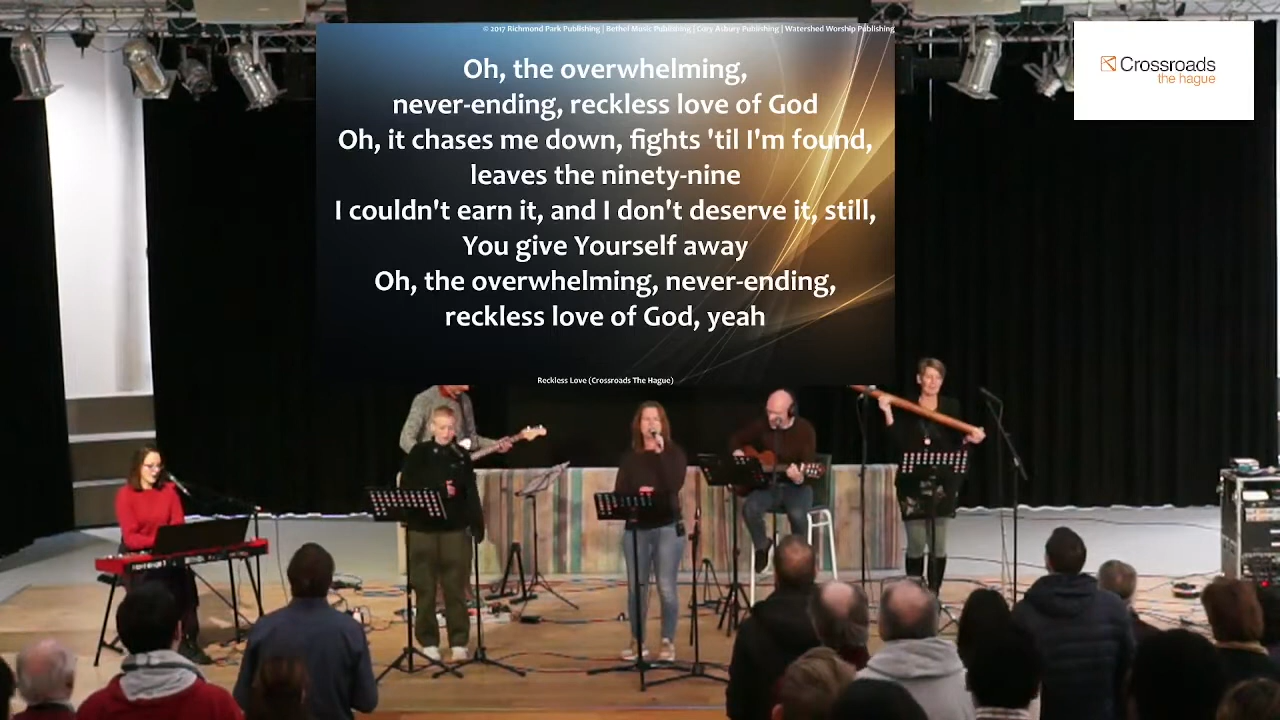 © 2017 Richmond Park Publishing | Bethel Music Publishing | Cory Asbury Publishing | Watershed Worship Publishing
Oh, the overwhelming,
never-ending, reckless love of God
Oh, it chases me down, fights 'til I'm found,
leaves the ninety-nine
I couldn't earn it, and I don't deserve it, still,
You give Yourself away
Oh, the overwhelming, never-ending,
reckless love of God, yeah
Reckless Love (Crossroads The Hague)
Crossroads
the hague